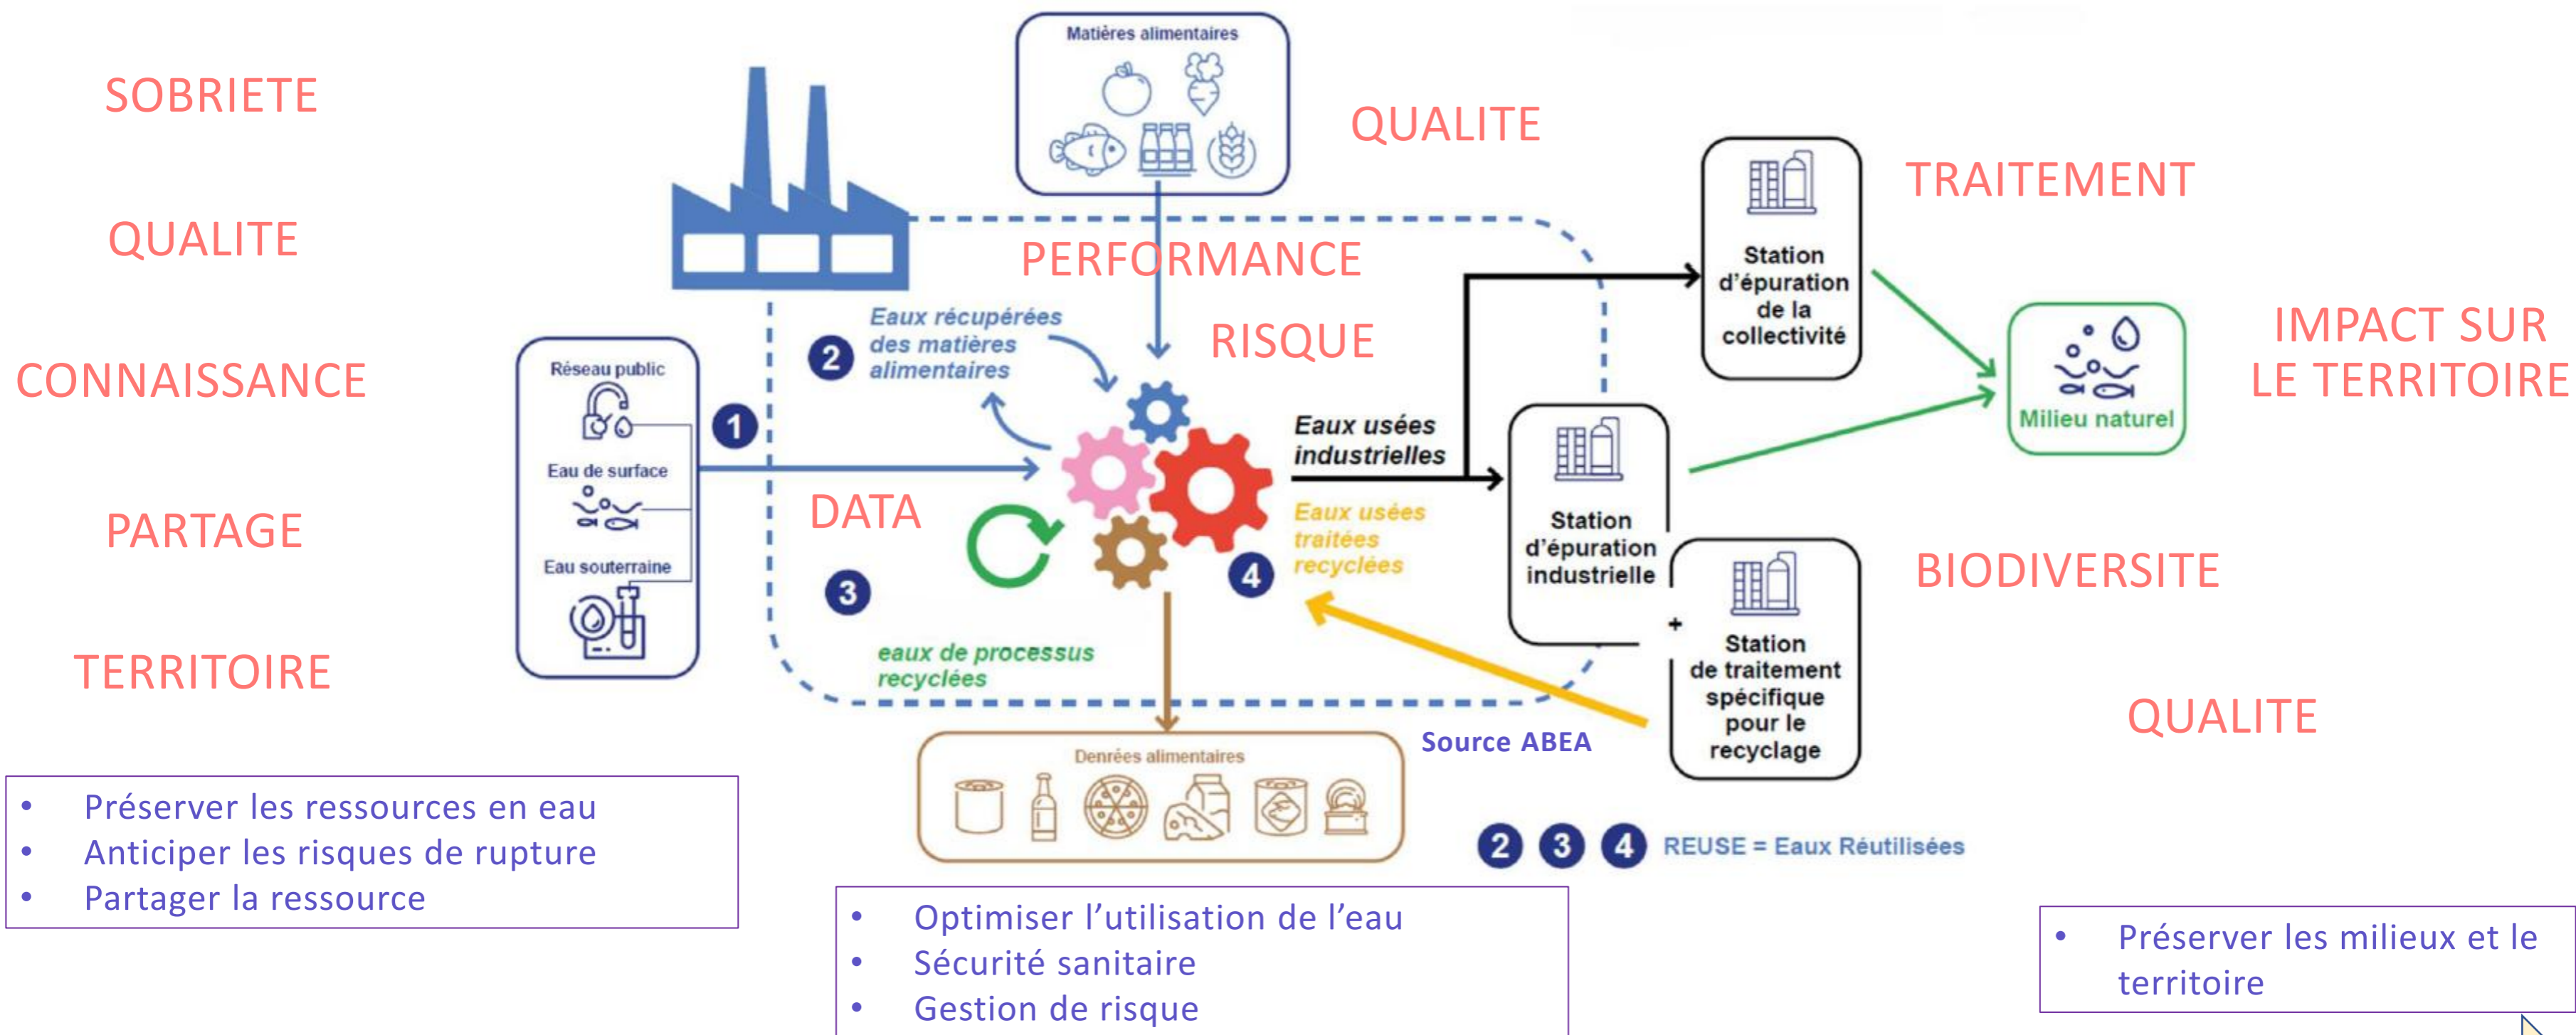 SOBRIETE
QUALITE
CONNAISSANCE
PARTAGE
TERRITOIRE
Matières alimentaires
QUALITE
PERFORMANCE
RISQUE
Réseau public
Eau de surface
Eau souterraine
1
2
Eaux récupérées
des matières
alimentaires
DATA
3
eaux de processus
recyclées
Eaux usées
industrielles
Eaux usées
traitées
recyclées
4
Station
d'épuration
de la
collectivité
TRAITEMENT
Station
d'épuration
industrielle
+
Station
de traitement
spécifique
pour le
recyclage
Milieu naturel
IMPACT SUR
LE TERRITOIRE
BIODIVERSITE
QUALITE
Source ABEA
Denrées alimentaires
2 3 4 REUSE = Eaux Réutilisées
• Préserver les ressources en eau
• Anticiper les risques de rupture
• Partager la ressource
• Optimiser l’utilisation de l’eau
• Sécurité sanitaire
• Gestion de risque
• Préserver les milieux et le
territoire